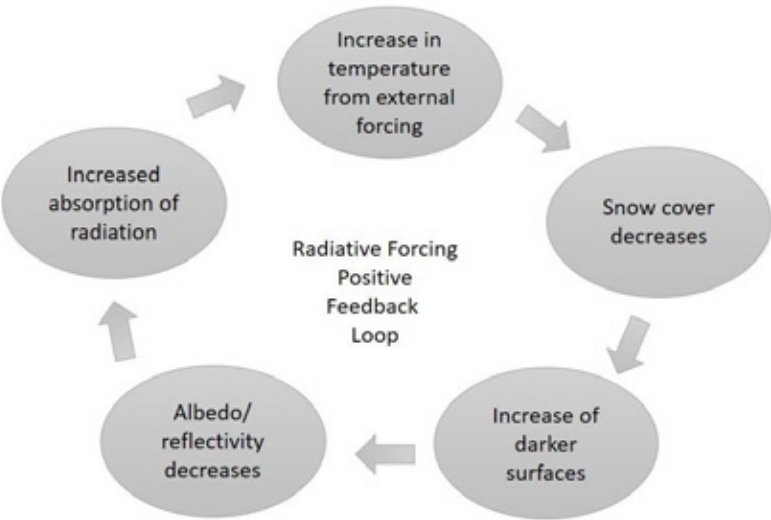 Increase in
temperature
from external
forcing
Snow cover
decreases
Increase of
darker
surfaces
Albedo/
reflectivity
decreases
Increased
absorption of
radiation
Radiative Forcing
Positive
Feedback
Loop